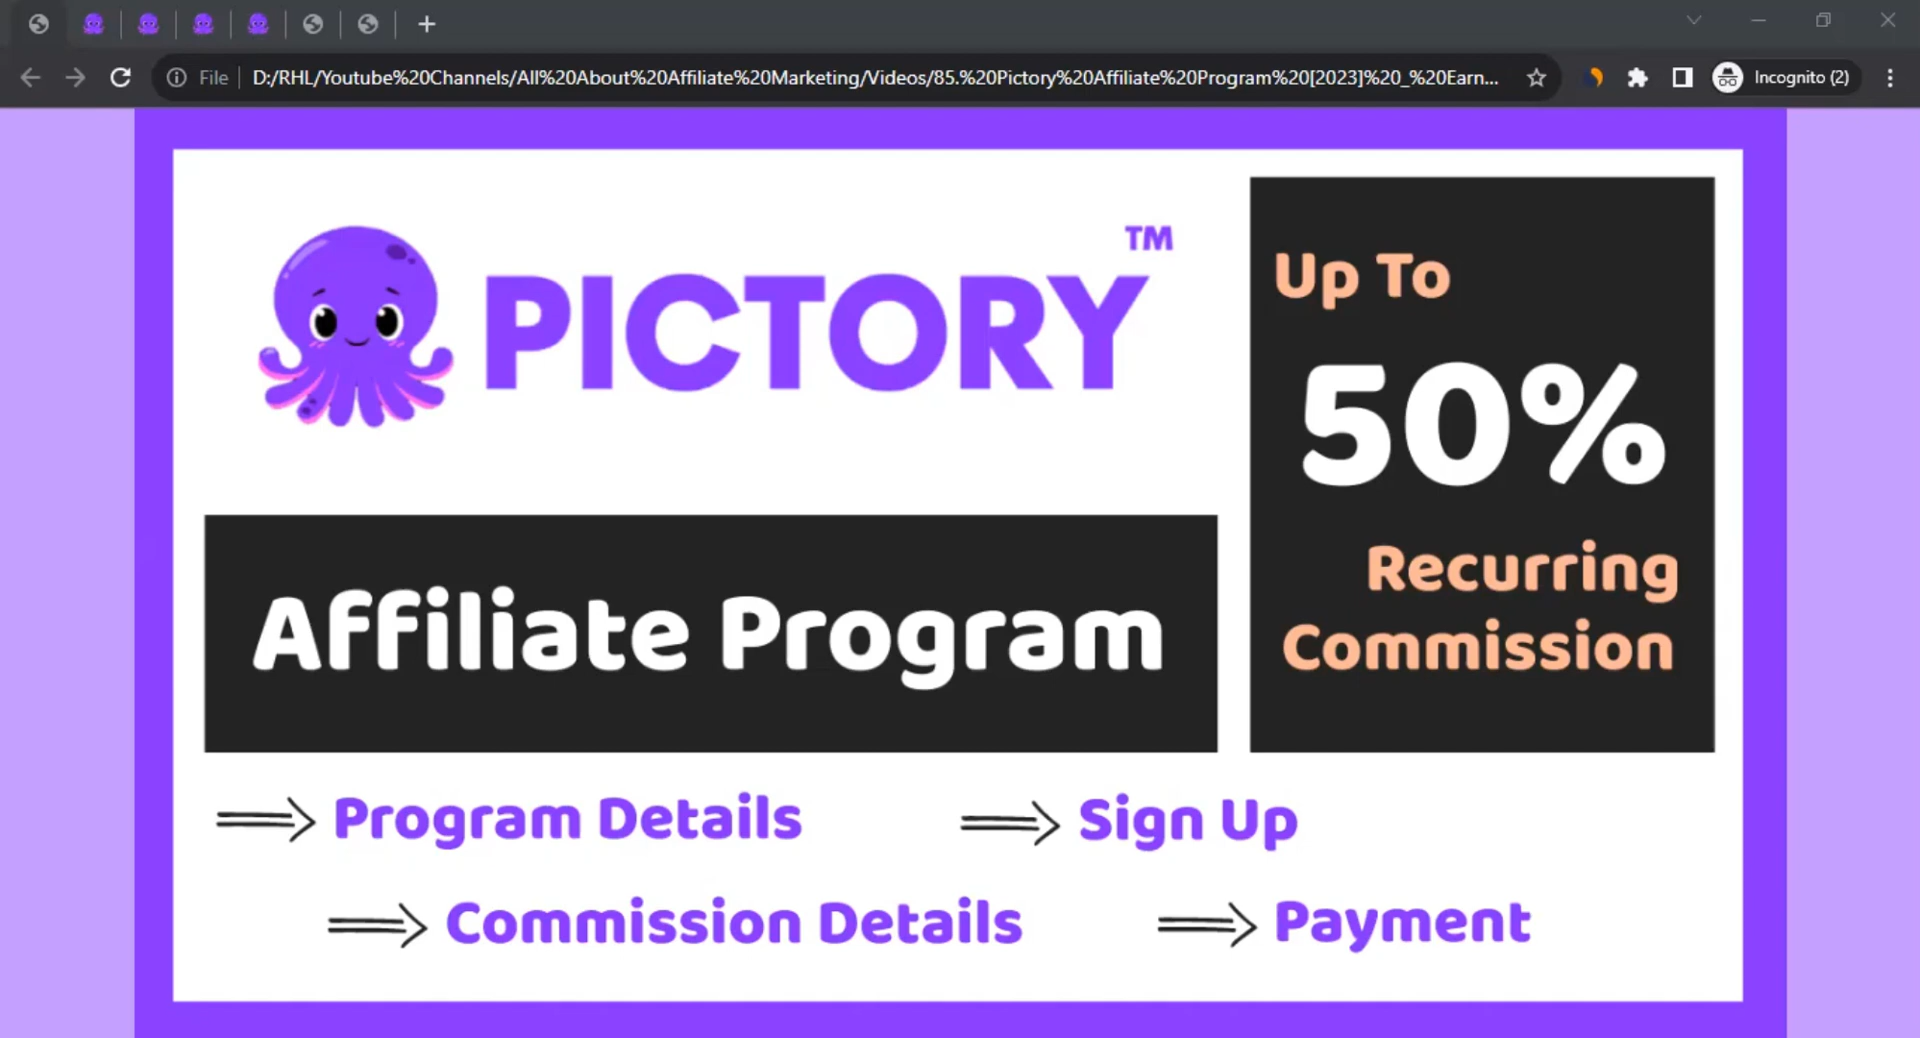 File
D:/RHL/Youtube%20Channels/All%20About%20Affiliate%20Marketing/Videos/85.%20Pictory%20Affiliate%20Program%20[2023]%20_%20Earn...
Incognito (2)
PICTORY TM
Up To
50%
Recurring
Commission
Affiliate Program
Program Details
Sign Up
Commission Details
Payment